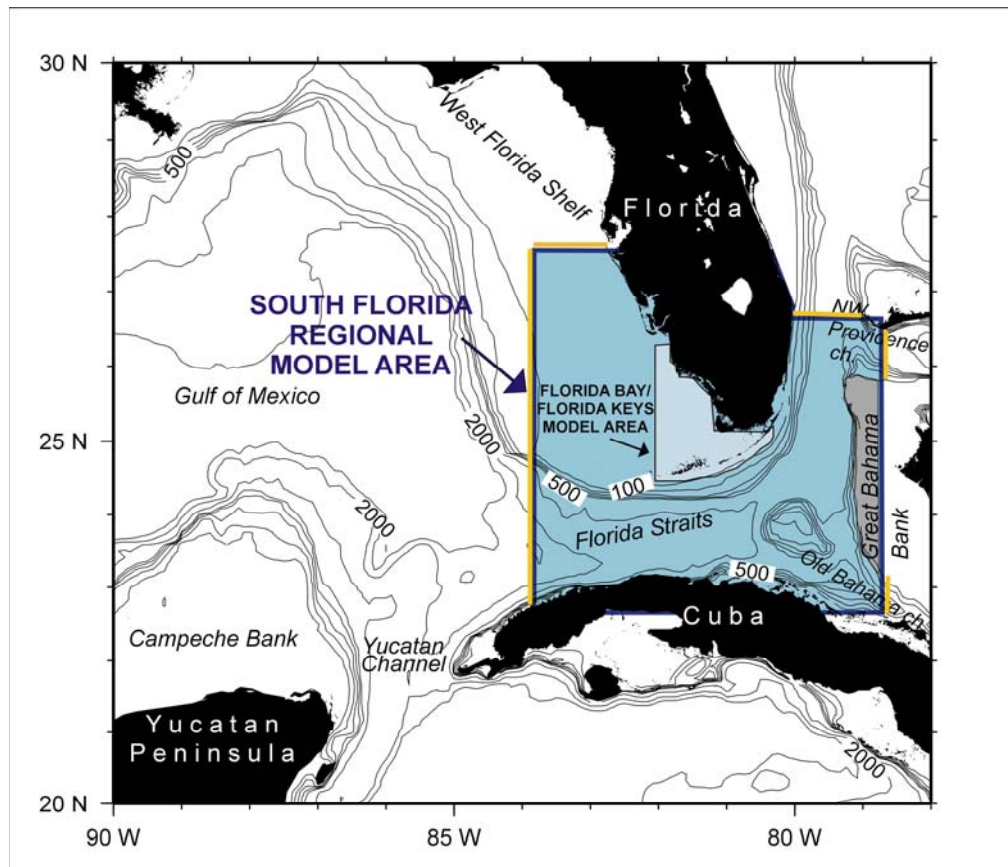 30 N
West Florida Shelf
500
Florida
SOUTH FLORIDA
REGIONAL
MODEL AREA
NW
Providence
ch.
FLORIDA BAY/
FLORIDA KEYS
MODEL AREA
Gulf of Mexico
25
2000
500
100
Great Bahama
Bank
2000
Florida Straits
500
Old Bahama ch.
Cuba
Campeche Bank
Yucatan
Channel
Yucatan
Peninsula
2000
20 N
90 W
85 W
80 W